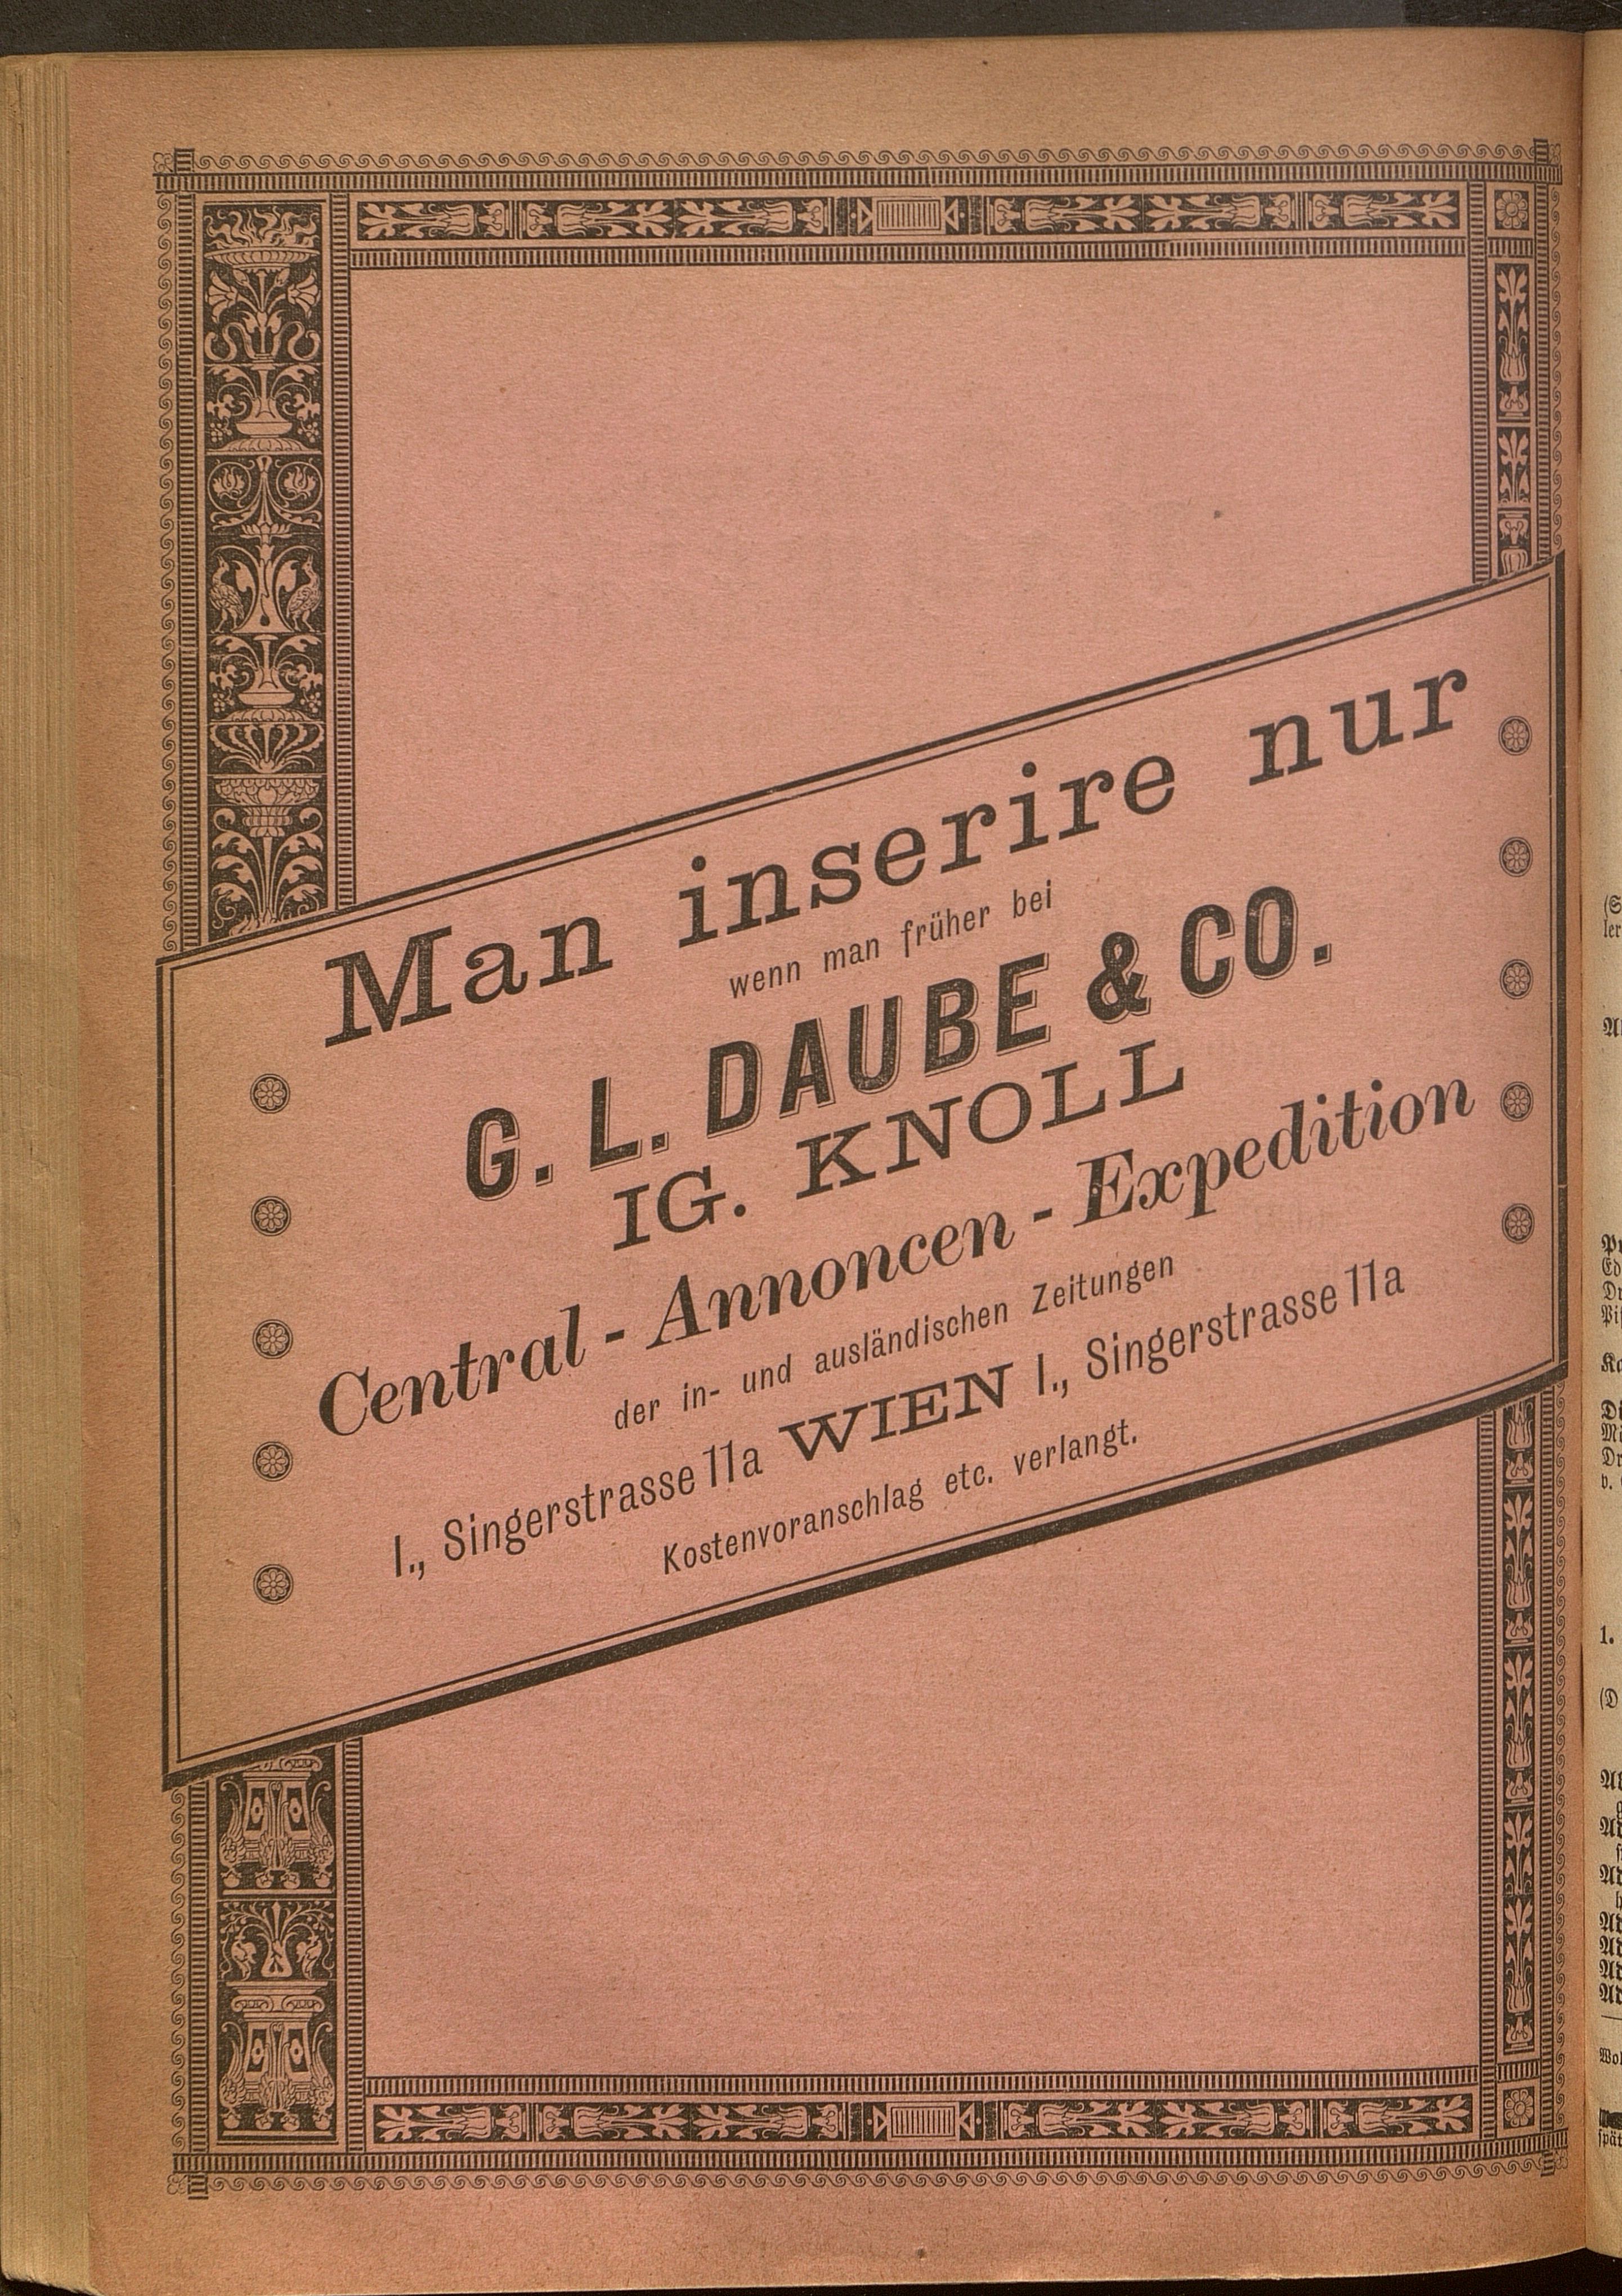 Man inserire nur
wenn man früher bei
G. L. DAUBE & CO.
IG. KNOLL
Central - Annoncen - Expedition
der in- und ausländischen Zeitungen
I., Singerstrasse 11a WIEN I., Singerstrasse 11a
Kostenvoranschlag etc. verlangt.